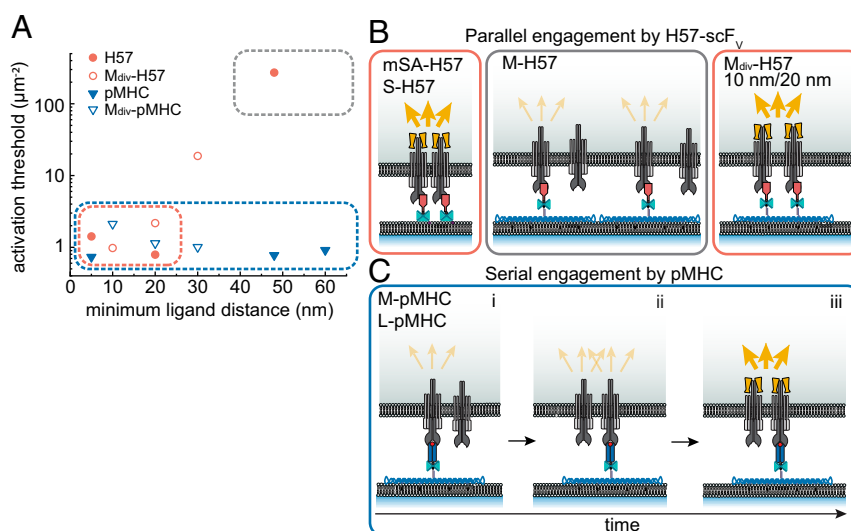 A
activation threshold (µm⁻²)
100
10
1
H57
Mdiv-H57
pMHC
Mdiv-pMHC
0 10 20 30 40 50 60
minimum ligand distance (nm)
B
Parallel engagement by H57-scFV
mSA-H57
S-H57
M-H57
Mdiv-H57
10 nm/20 nm
C
Serial engagement by pMHC
M-pMHC
L-pMHC
i
ii
iii
time